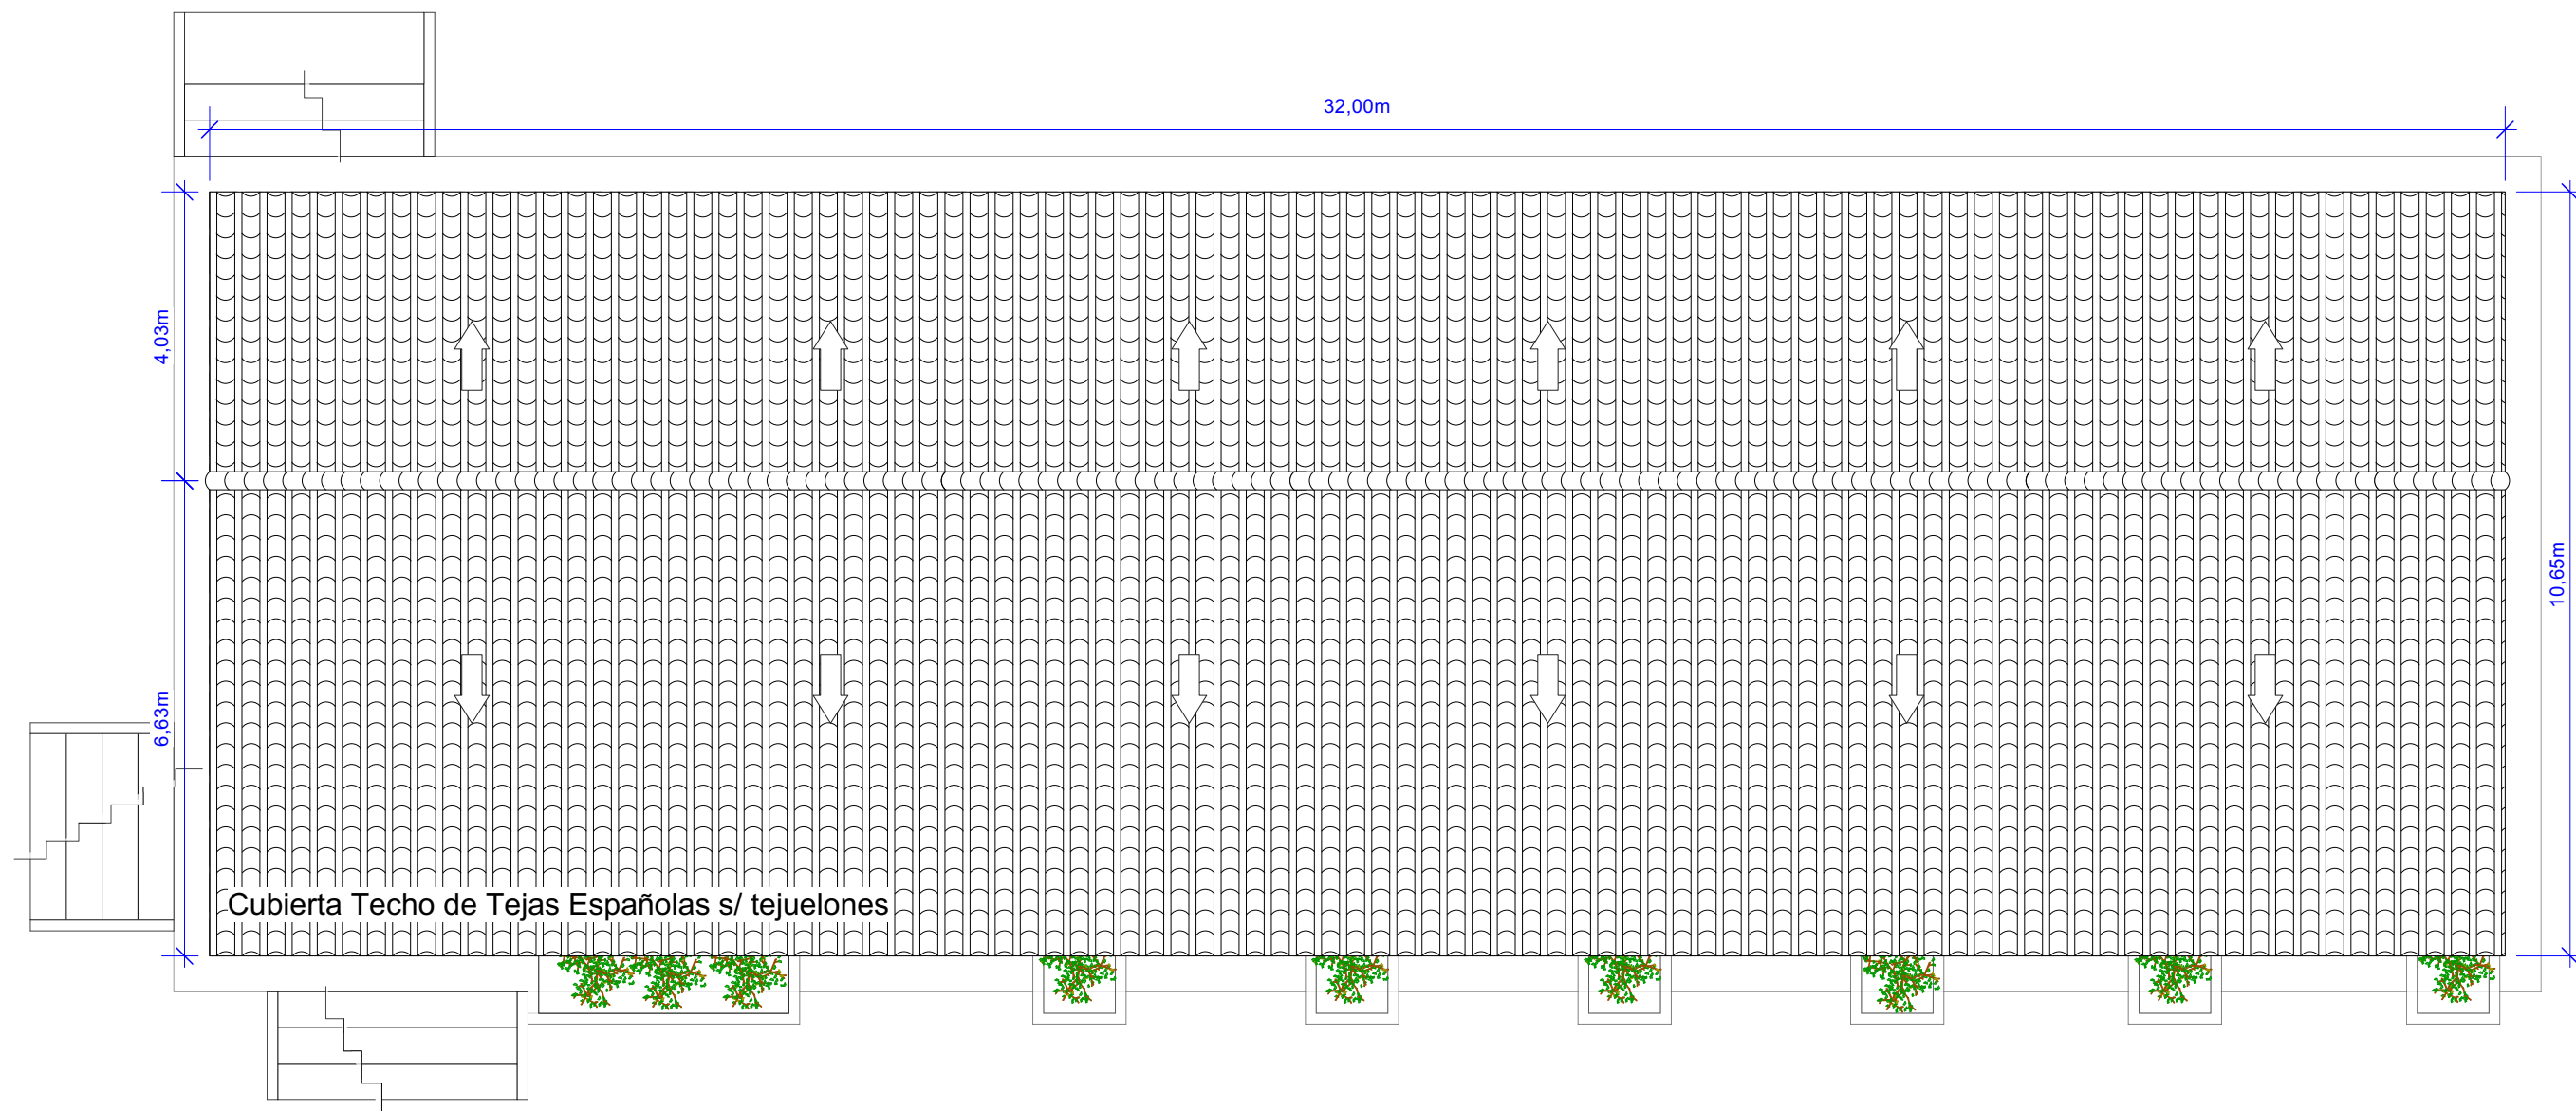 32,00m
4,03m
10,65m
6,63m
Cubierta Techo de Tejas Españolas s/ tejuelones